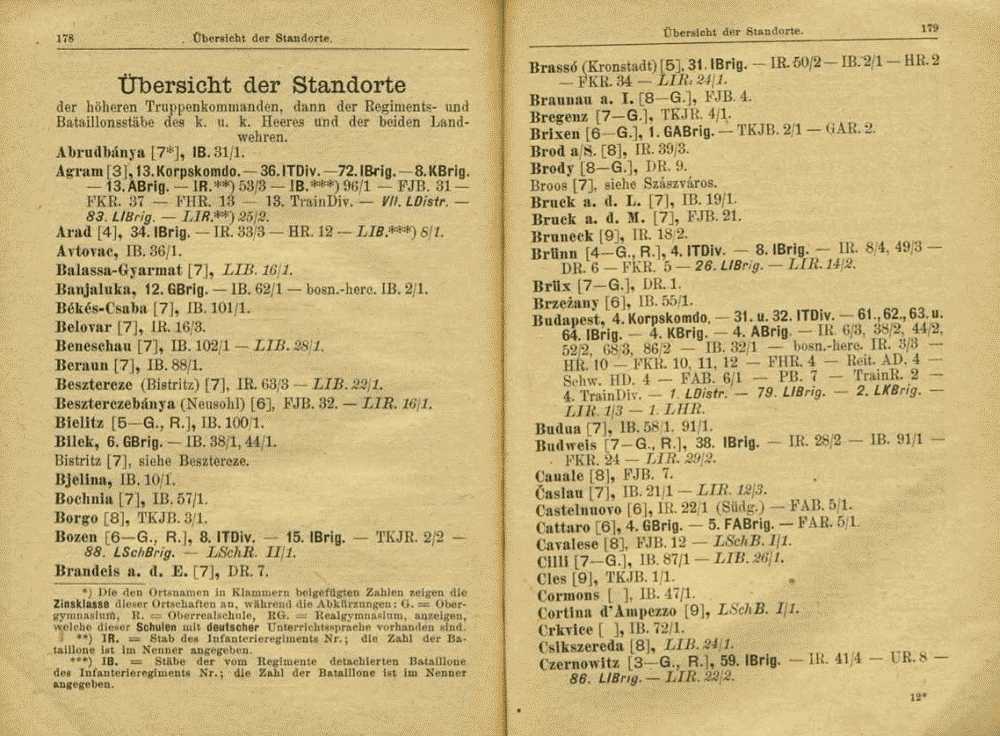 178
Übersicht der Standorte.
Übersicht der Standorte
der höheren Truppenkommanden, dann der Regiments- und
Bataillonsstäbe des k. u. k. Heeres und der beiden Land-
wehren.
Abrudbánya [7*], IB. 31/1.
Agram [3], 13. Korpskomdo. — 36. ITDiv. — 72. IBrig. — 8. KBrig.
— 13. ABrig. — IR.**) 53/3 — IB.***) 96/1 — FJB. 31 —
FKR. 37 — FHR. 13 — 13. TrainDiv. — VII. LDistr. —
83. LIBrig. — LIR.**) 25/2.
Arad [4], 34. IBrig. — IR. 33/3 — HR. 12 — LIB.***) 8/1.
Avtovac, IB. 36/1.
Balassa-Gyarmat [7], LIB. 16/1.
Banjaluka, 12. GBrig. — IB. 62/1 — bosn.-herc. IB. 2/1.
Békés-Csaba [7], IB. 101/1.
Belovar [7], IR. 16/3.
Beneschau [7], IB. 102/1 — LIB. 28/1.
Beraun [7], IB. 88/1.
Besztercze (Bistritz) [7], IR. 63/3 — LIB. 22/1.
Beszterczebánya (Neusohl) [6], FJB. 32. — LIR. 16/1.
Bielitz [5—G., R.], IB. 100/1.
Bilek, 6. GBrig. — IB. 38/1, 44/1.
Bistritz [7], siehe Besztercze.
Bjelina, IB. 10/1.
Bochnia [7], IB. 57/1.
Borgo [8], TKJB. 3/1.
Bozen [6—G., R.], 8. ITDiv. — 15. IBrig. — TKJR. 2/2 —
88. LSchBrig. — LSchR. II/1.
Brandeis a. d. E. [7], DR. 7.
*) Die den Ortsnamen in Klammern beigefügten Zahlen zeigen die
Zinsklasse dieser Ortschaften an, während die Abkürzungen: G. = Ober-
gymnasium, R. = Oberrealschule, RG. = Realgymnasium, anzeigen,
welche dieser Schulen mit deutscher Unterrichtssprache vorhanden sind.
**) IR. = Stab des Infanterieregiments Nr.; die Zahl der Ba-
taillone ist im Nenner angegeben.
***) IB. = Stäbe der vom Regimente detachierten Bataillone
des Infanterieregiments Nr.; die Zahl der Bataillone ist im Nenner
angegeben.
Übersicht der Standorte.
179
Brassó (Kronstadt) [5], 31. IBrig. — IR. 50/2 — IB. 2/1 — HR. 2
— FKR. 34 — LIR. 24/1.
Braunau a. I. [8—G.], FJB. 4.
Bregenz [7—G.], TKJR. 4/1.
Brixen [6—G.], 1. GABrig. — TKJB. 2/1 — GAR. 2.
Brod a/S. [8], IR. 39/3.
Brody [8—G.], DR. 9.
Broos [7], siehe Szászváros.
Bruck a. d. L. [7], IB. 19/1.
Bruck a. d. M. [7], FJB. 21.
Bruneck [9], IR. 18/2.
Brünn [4—G., R.], 4. ITDiv. — 8. IBrig. — IR. 8/4, 49/3 —
DR. 6 — FKR. 5 — 26. LIBrig. — LIR. 14/2.
Brüx [7—G.], DR. 1.
Brzeżany [6], IB. 55/1.
Budapest, 4. Korpskomdo. — 31. u. 32. ITDiv. — 61., 62., 63. u.
64. IBrig. — 4. KBrig. — 4. ABrig. — IR. 6/3, 38/2, 44/2,
52/2, 68/3, 86/2 — IB. 32/1 — bosn.-herc. IR. 3/3 —
HR. 10 — FKR. 10, 11, 12 — FHR. 4 — Reit. AD. 4 —
Schw. HD. 4 — FAB. 6/1 — PB. 7 — TrainR. 2 —
4. TrainDiv. — 1. LDistr. — 79. LIBrig. — 2. LKBrig. —
LIR. 1/3 — 1. LHR.
Budua [7], IB. 58/1, 91/1.
Budweis [7—G., R.], 38. IBrig. — IR. 28/2 — IB. 91/1 —
FKR. 24 — LIR. 29/2.
Canale [8], FJB. 7.
Časlau [7], IB. 21/1 — LIR. 12/3.
Castelnuovo [6], IR. 22/1 (Südg.) — FAB. 5/1.
Cattaro [6], 4. GBrig. — 5. FABrig. — FAR. 5/1.
Cavalese [8], FJB. 12 — LSchB. I/1.
Cilli [7—G.], IB. 87/1 — LIB. 26/1.
Cles [9], TKJB. 1/1.
Cormons [ ], IB. 47/1.
Cortina d'Ampezzo [9], LSchB. I/1.
Crkvice [ ], IB. 72/1.
Csikszereda [8], LIB. 24/1.
Czernowitz [3—G., R.], 59. IBrig. — IR. 41/4 — UR. 8 —
86. LIBrig. — LIR. 22/2.
12*